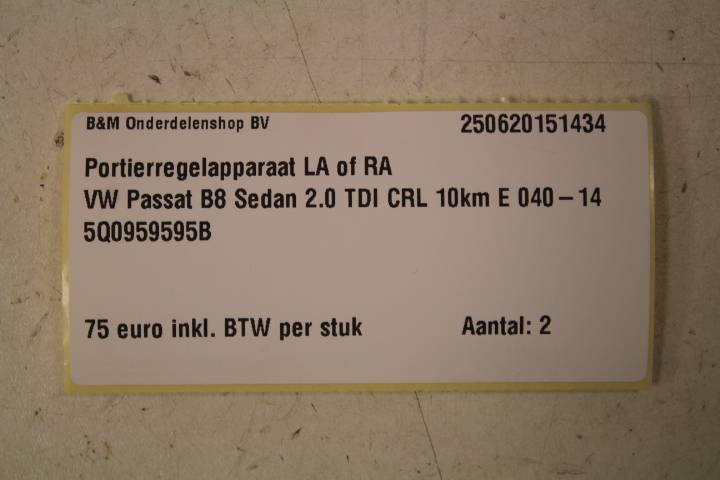 B&M Onderdelenshop BV 250620151434
Portierregelapparaat LA of RA
VW Passat B8 Sedan 2.0 TDI CRL 10km E 040-14
5Q0959595B
75 euro inkl. BTW per stuk Aantal: 2